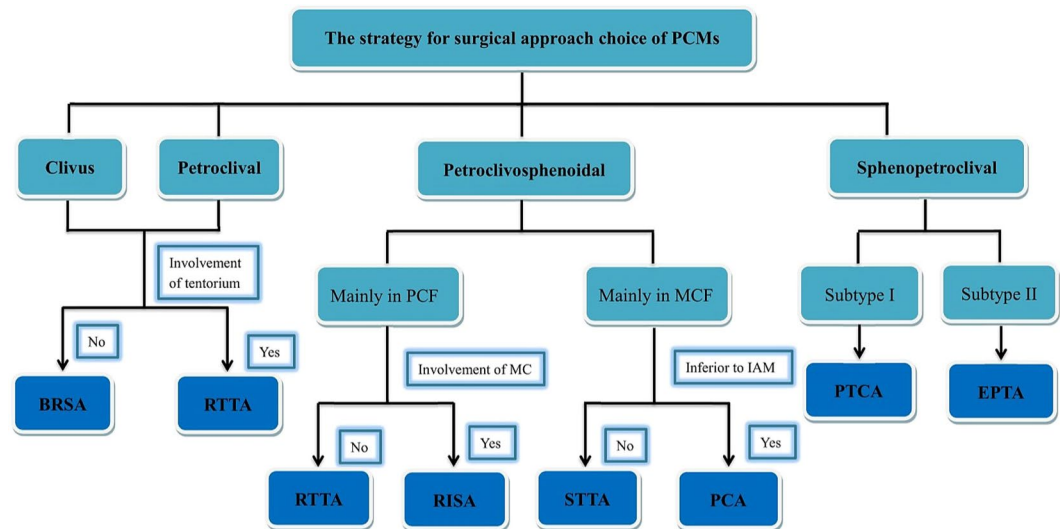 The strategy for surgical approach choice of PCMs
Clivus
Petroclival
Petroclivosphenoidal
Sphenopetroclival
Involvement
of tentorium
Mainly in PCF
Mainly in MCF
Subtype I
Subtype II
No
Yes
Involvement of MC
Inferior to IAM
BRSA
RTTA
PTCA
EPTA
No
Yes
No
Yes
RTTA
RISA
STTA
PCA